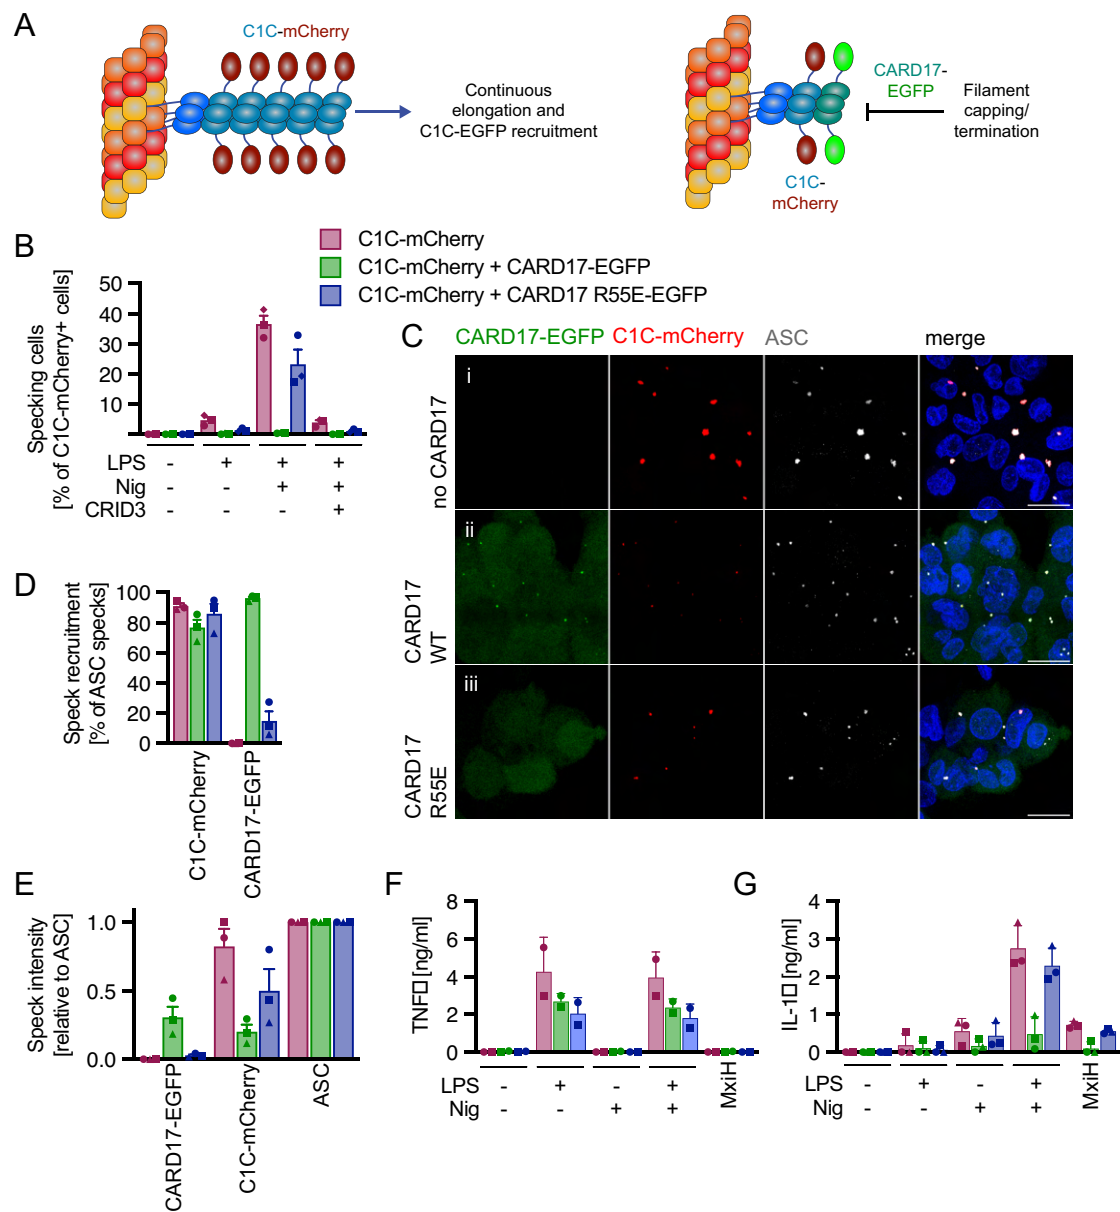 A
C1C-mCherry
Continuous
elongation and
C1C-EGFP recruitment
CARD17-
EGFP
Filament
capping/
termination
C1C-
mCherry
B
C1C-mCherry
C1C-mCherry + CARD17-EGFP
C1C-mCherry + CARD17 R55E-EGFP
Specking cells
[% of C1C-mCherry+ cells]
50
40
30
20
10
LPS - + + +
Nig - - + +
CRID3 - - - +
C
CARD17-EGFP C1C-mCherry ASC merge
i
no CARD17
ii
CARD17
WT
iii
CARD17
R55E
D
Speck recruitment
[% of ASC specks]
100
80
60
40
20
0
C1C-mCherry
CARD17-EGFP
E
Speck intensity
[relative to ASC]
1.0
0.5
0.0
CARD17-EGFP
C1C-mCherry
ASC
F
TNF□ [ng/ml]
8
6
4
2
0
LPS - + - +
Nig - - + +
MxiH
G
IL-1□ [ng/ml]
4
3
2
1
0
LPS - + - +
Nig - - + +
MxiH